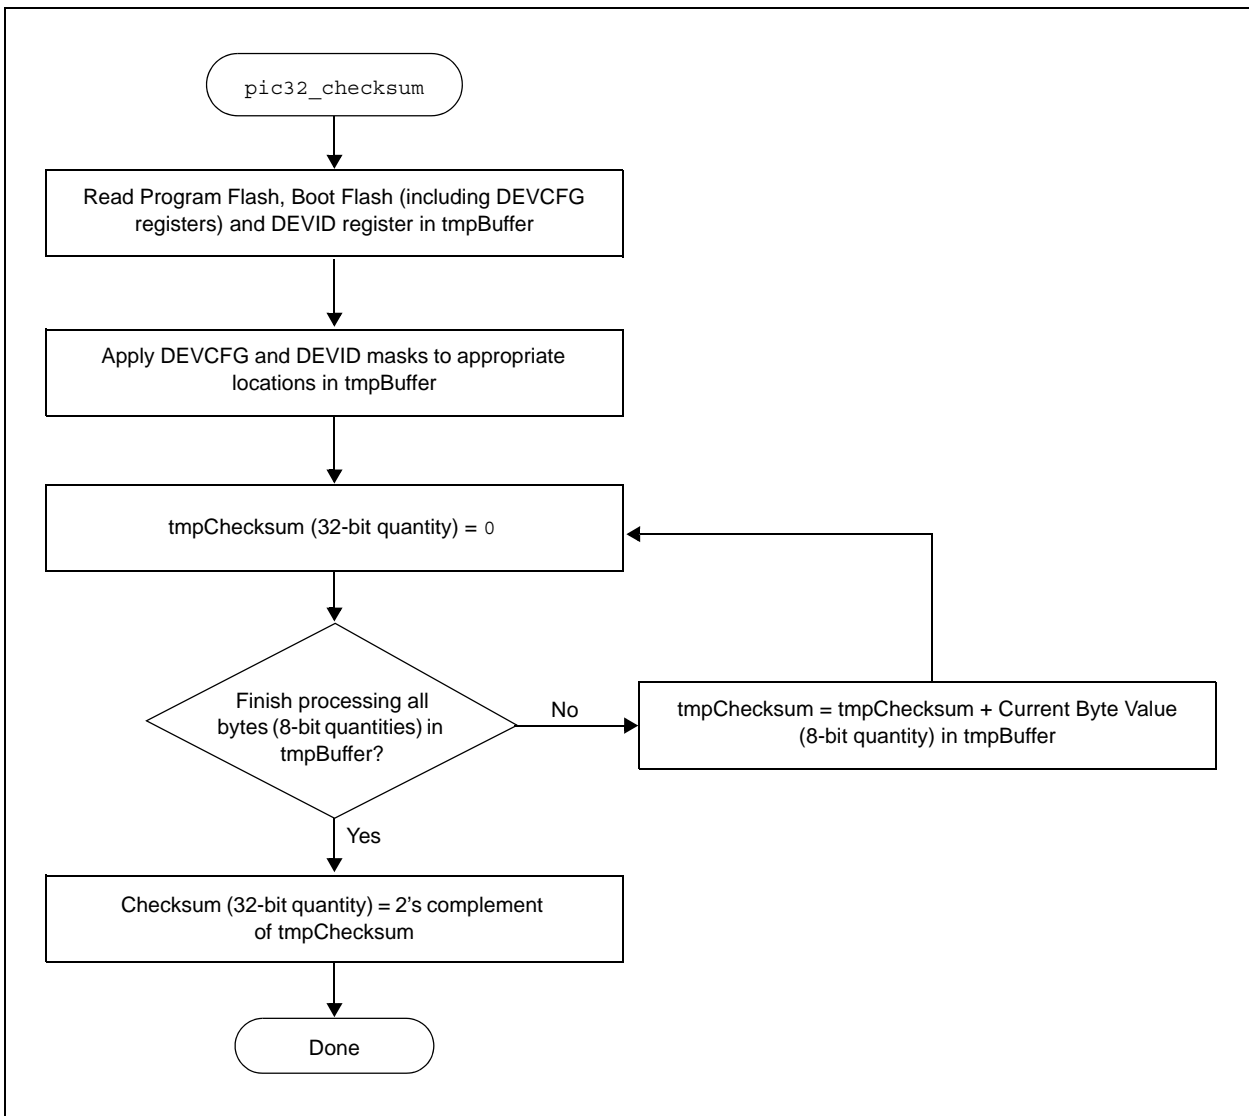 pic32_checksum
Read Program Flash, Boot Flash (including DEVCFG
registers) and DEVID register in tmpBuffer
Apply DEVCFG and DEVID masks to appropriate
locations in tmpBuffer
tmpChecksum (32-bit quantity) = 0
Finish processing all
bytes (8-bit quantities) in
tmpBuffer?
No
tmpChecksum = tmpChecksum + Current Byte Value
(8-bit quantity) in tmpBuffer
Yes
Checksum (32-bit quantity) = 2's complement
of tmpChecksum
Done